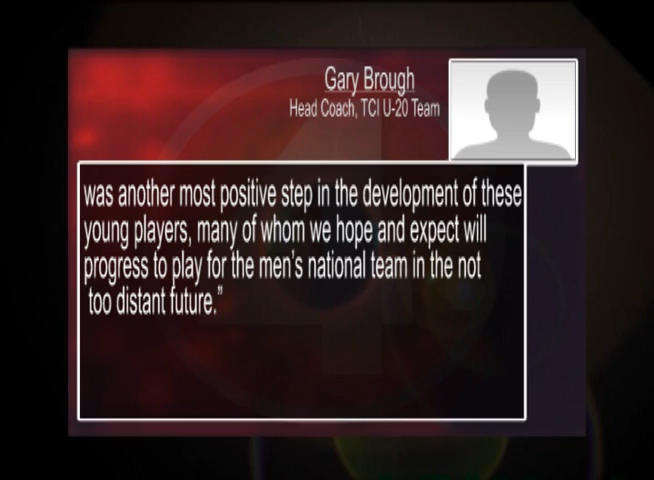 Gary Brough
Head Coach, TCI U-20 Team
was another most positive step in the development of these
young players, many of whom we hope and expect will
progress to play for the men's national team in the not
too distant future."